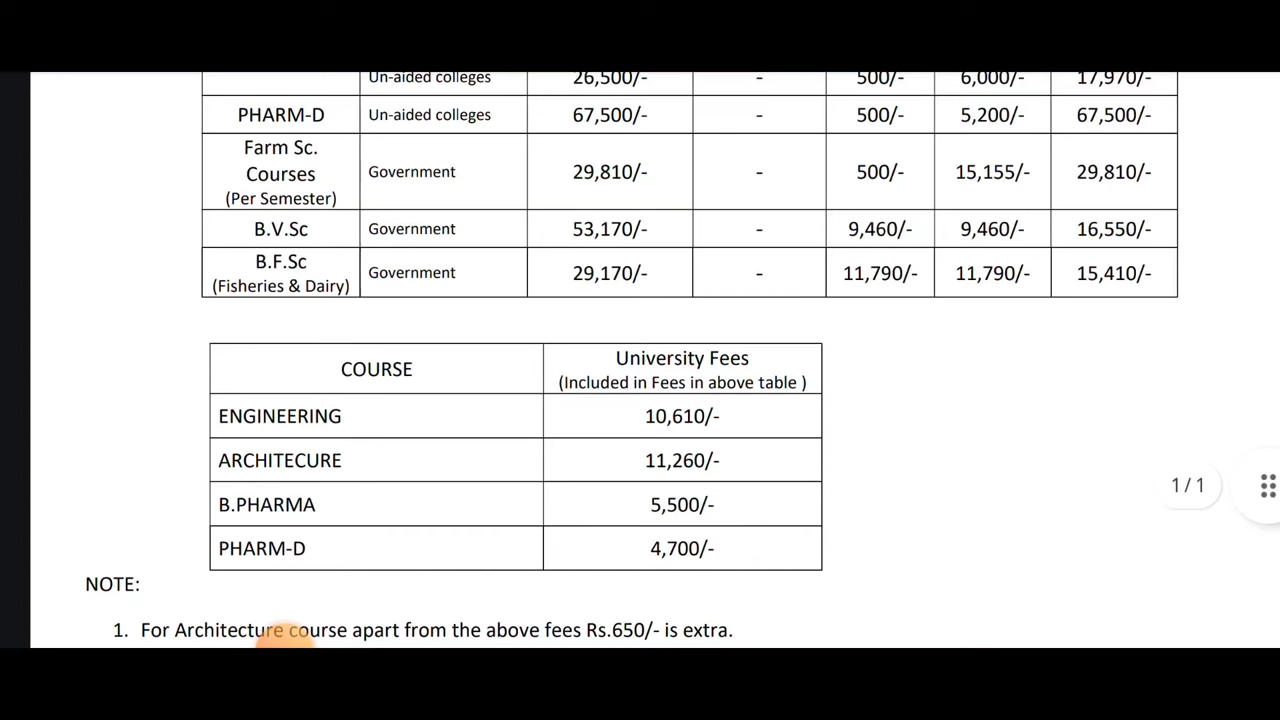 Un-aided colleges 26,500/- - 500/- 6,000/- 17,970/-
PHARM-D Un-aided colleges 67,500/- - 500/- 5,200/- 67,500/-
Farm Sc.
Courses
(Per Semester) Government 29,810/- - 500/- 15,155/- 29,810/-
B.V.Sc Government 53,170/- - 9,460/- 9,460/- 16,550/-
B.F.Sc
(Fisheries & Dairy) Government 29,170/- - 11,790/- 11,790/- 15,410/-
COURSE University Fees
(Included in Fees in above table )
ENGINEERING 10,610/-
ARCHITECURE 11,260/-
B.PHARMA 5,500/-
PHARM-D 4,700/-
1 / 1
NOTE:
1. For Architecture course apart from the above fees Rs.650/- is extra.